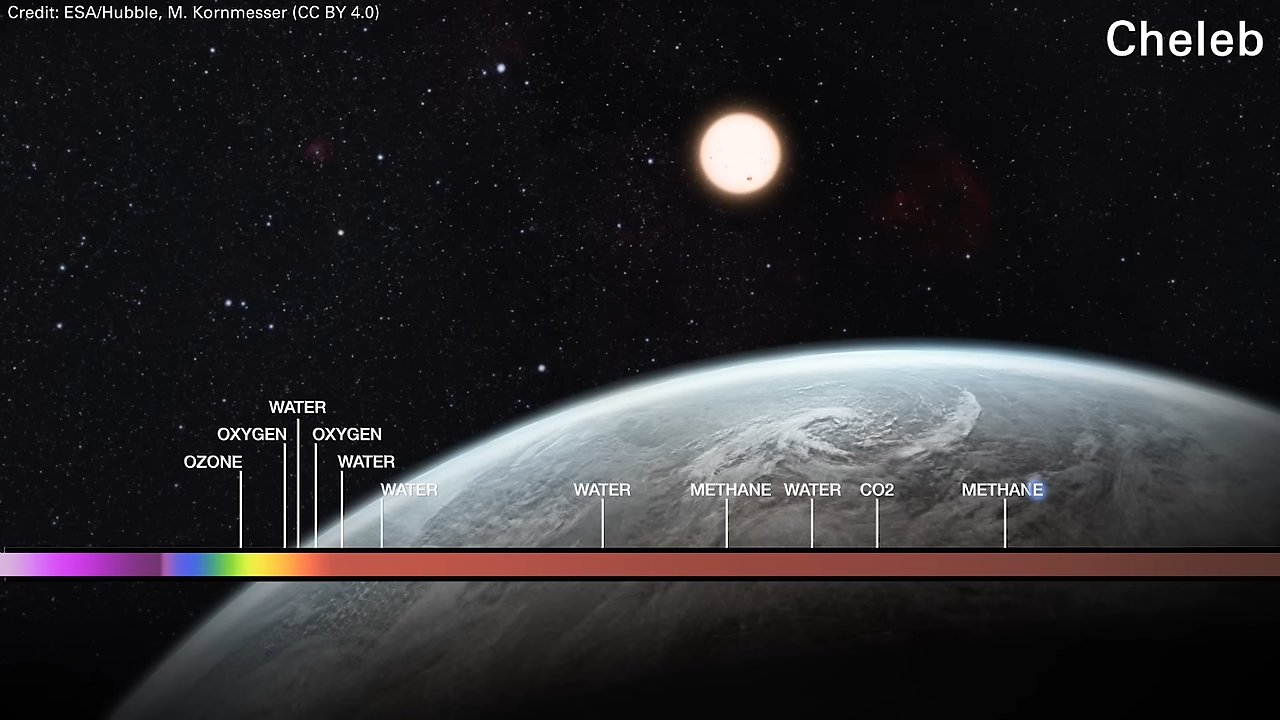 Credit: ESA/Hubble, M. Kornmesser (CC BY 4.0)
Cheleb
WATER
OXYGEN OXYGEN
OZONE WATER
WATER WATER METHANE WATER CO2 METHANE